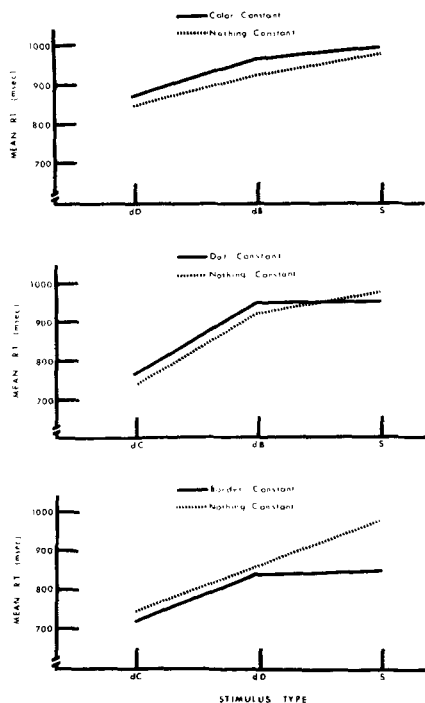 Color Constant
Nothing Constant
1000
900
800
700
MEAN RT (msec)
dD dB S
Dot Constant
Nothing Constant
1000
900
800
700
MEAN RT (msec)
dC dB S
Border Constant
Nothing Constant
1000
900
800
700
MEAN RT (msec)
dC dD S
STIMULUS TYPE